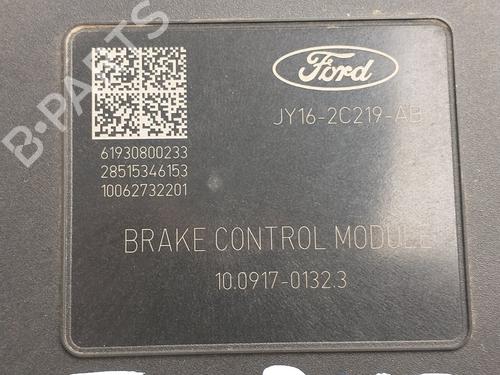 Ford
JY16-2C219-AB
61930800233
28515346153
10062732201
BRAKE CONTROL MODULE
10.0917-0132.3
B-PARTS